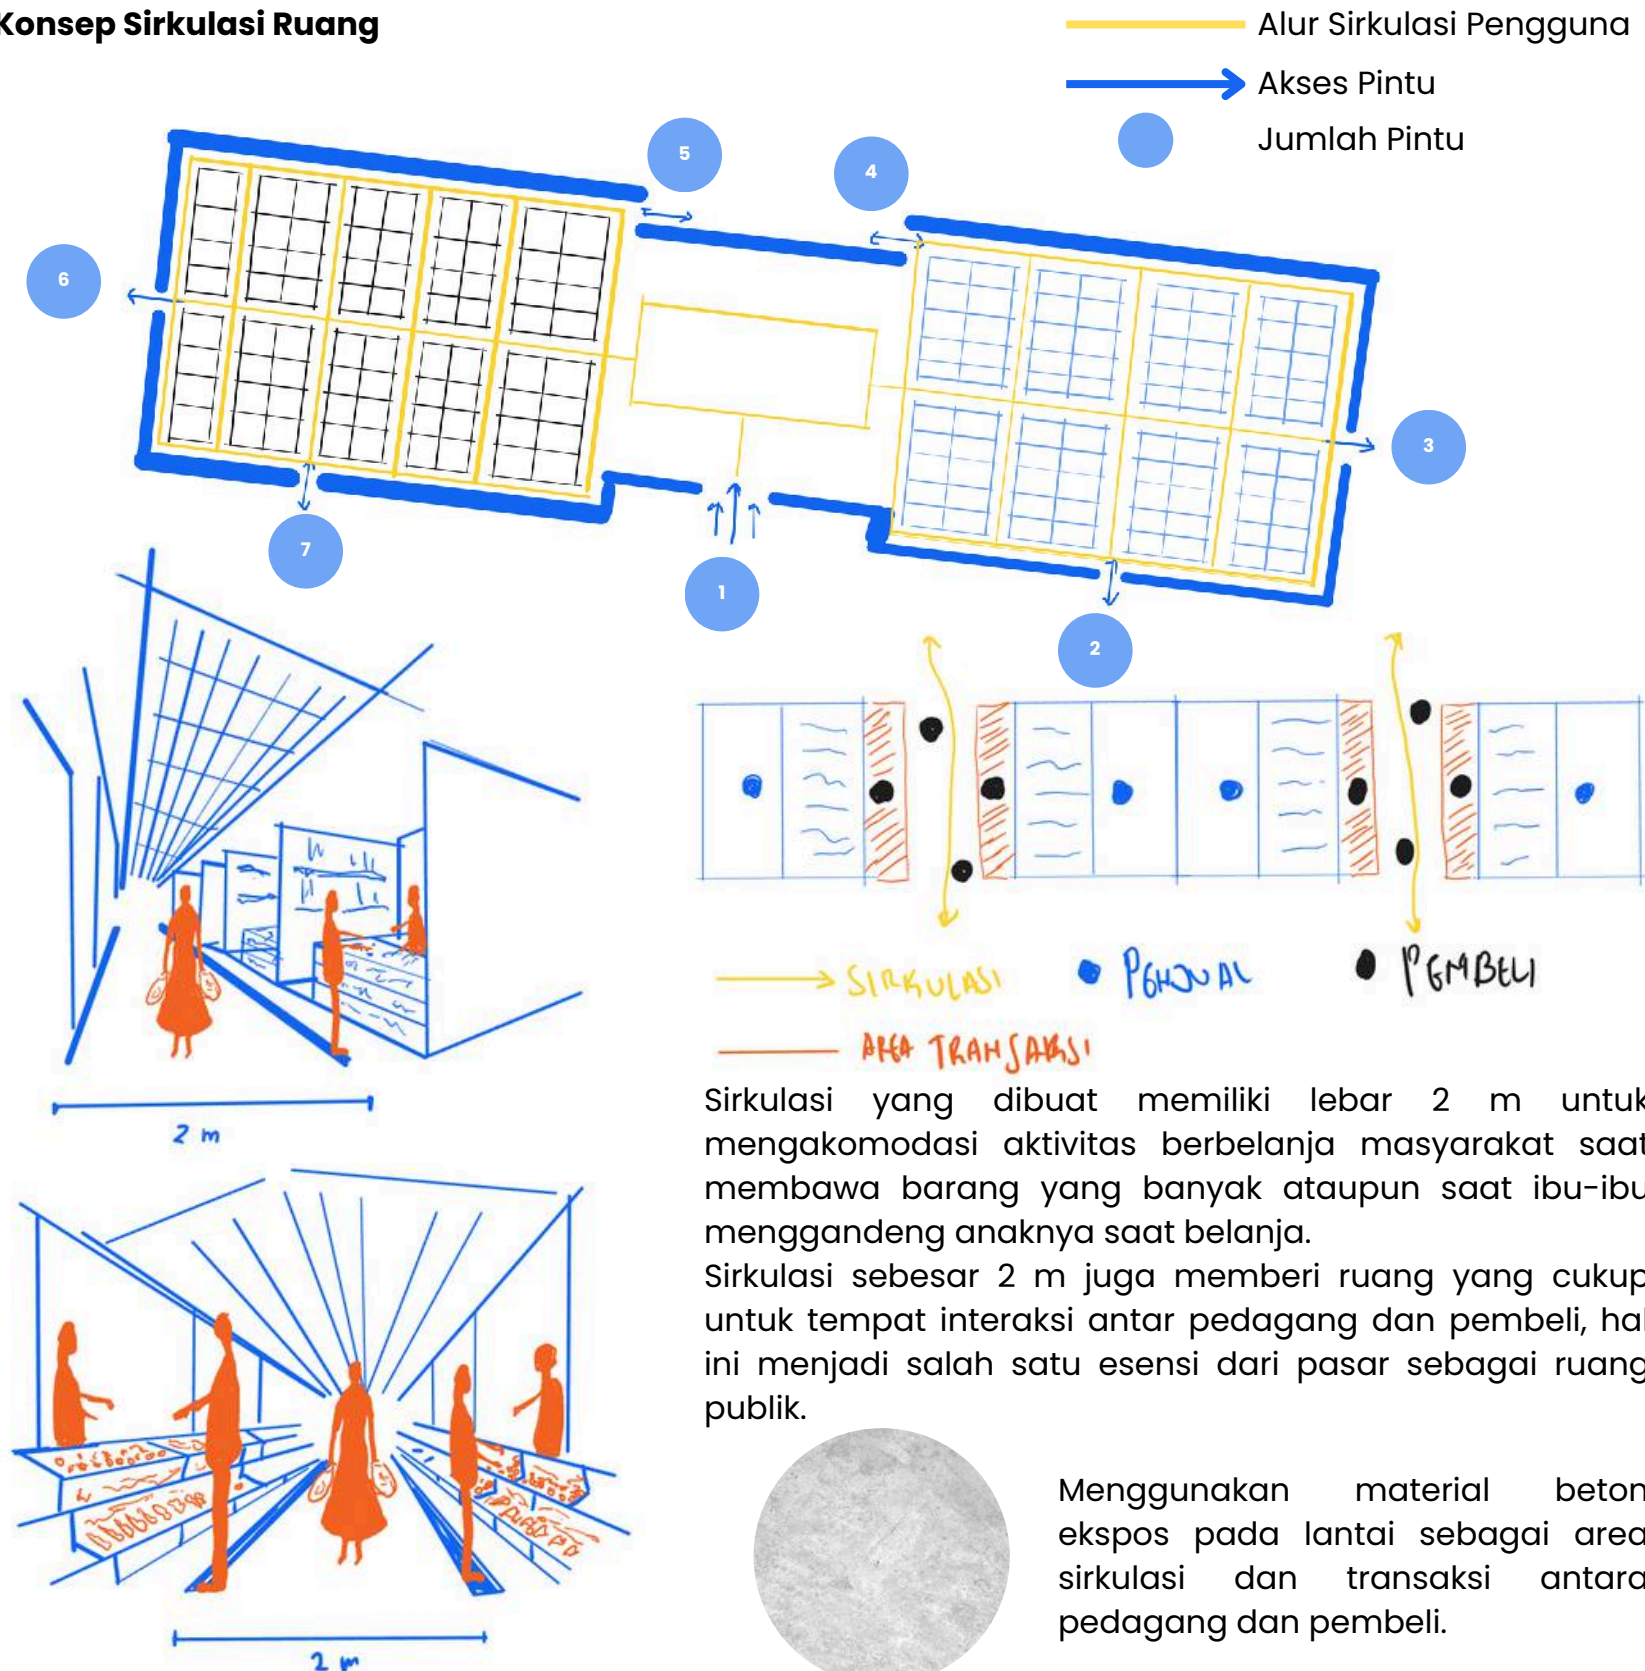 Konsep Sirkulasi Ruang
Alur Sirkulasi Pengguna
Akses Pintu
Jumlah Pintu
5
4
6
3
7
1
2
SIRKULASI
PENJUAL
PEMBELI
AREA TRANSAKSI
2 m
Sirkulasi yang dibuat memiliki lebar 2 m untuk
mengakomodasi aktivitas berbelanja masyarakat saat
membawa barang yang banyak ataupun saat ibu-ibu
menggandeng anaknya saat belanja.
Sirkulasi sebesar 2 m juga memberi ruang yang cukup
untuk tempat interaksi antar pedagang dan pembeli, hal
ini menjadi salah satu esensi dari pasar sebagai ruang
publik.
Menggunakan material beton
ekspos pada lantai sebagai area
sirkulasi dan transaksi antara
pedagang dan pembeli.
2 m